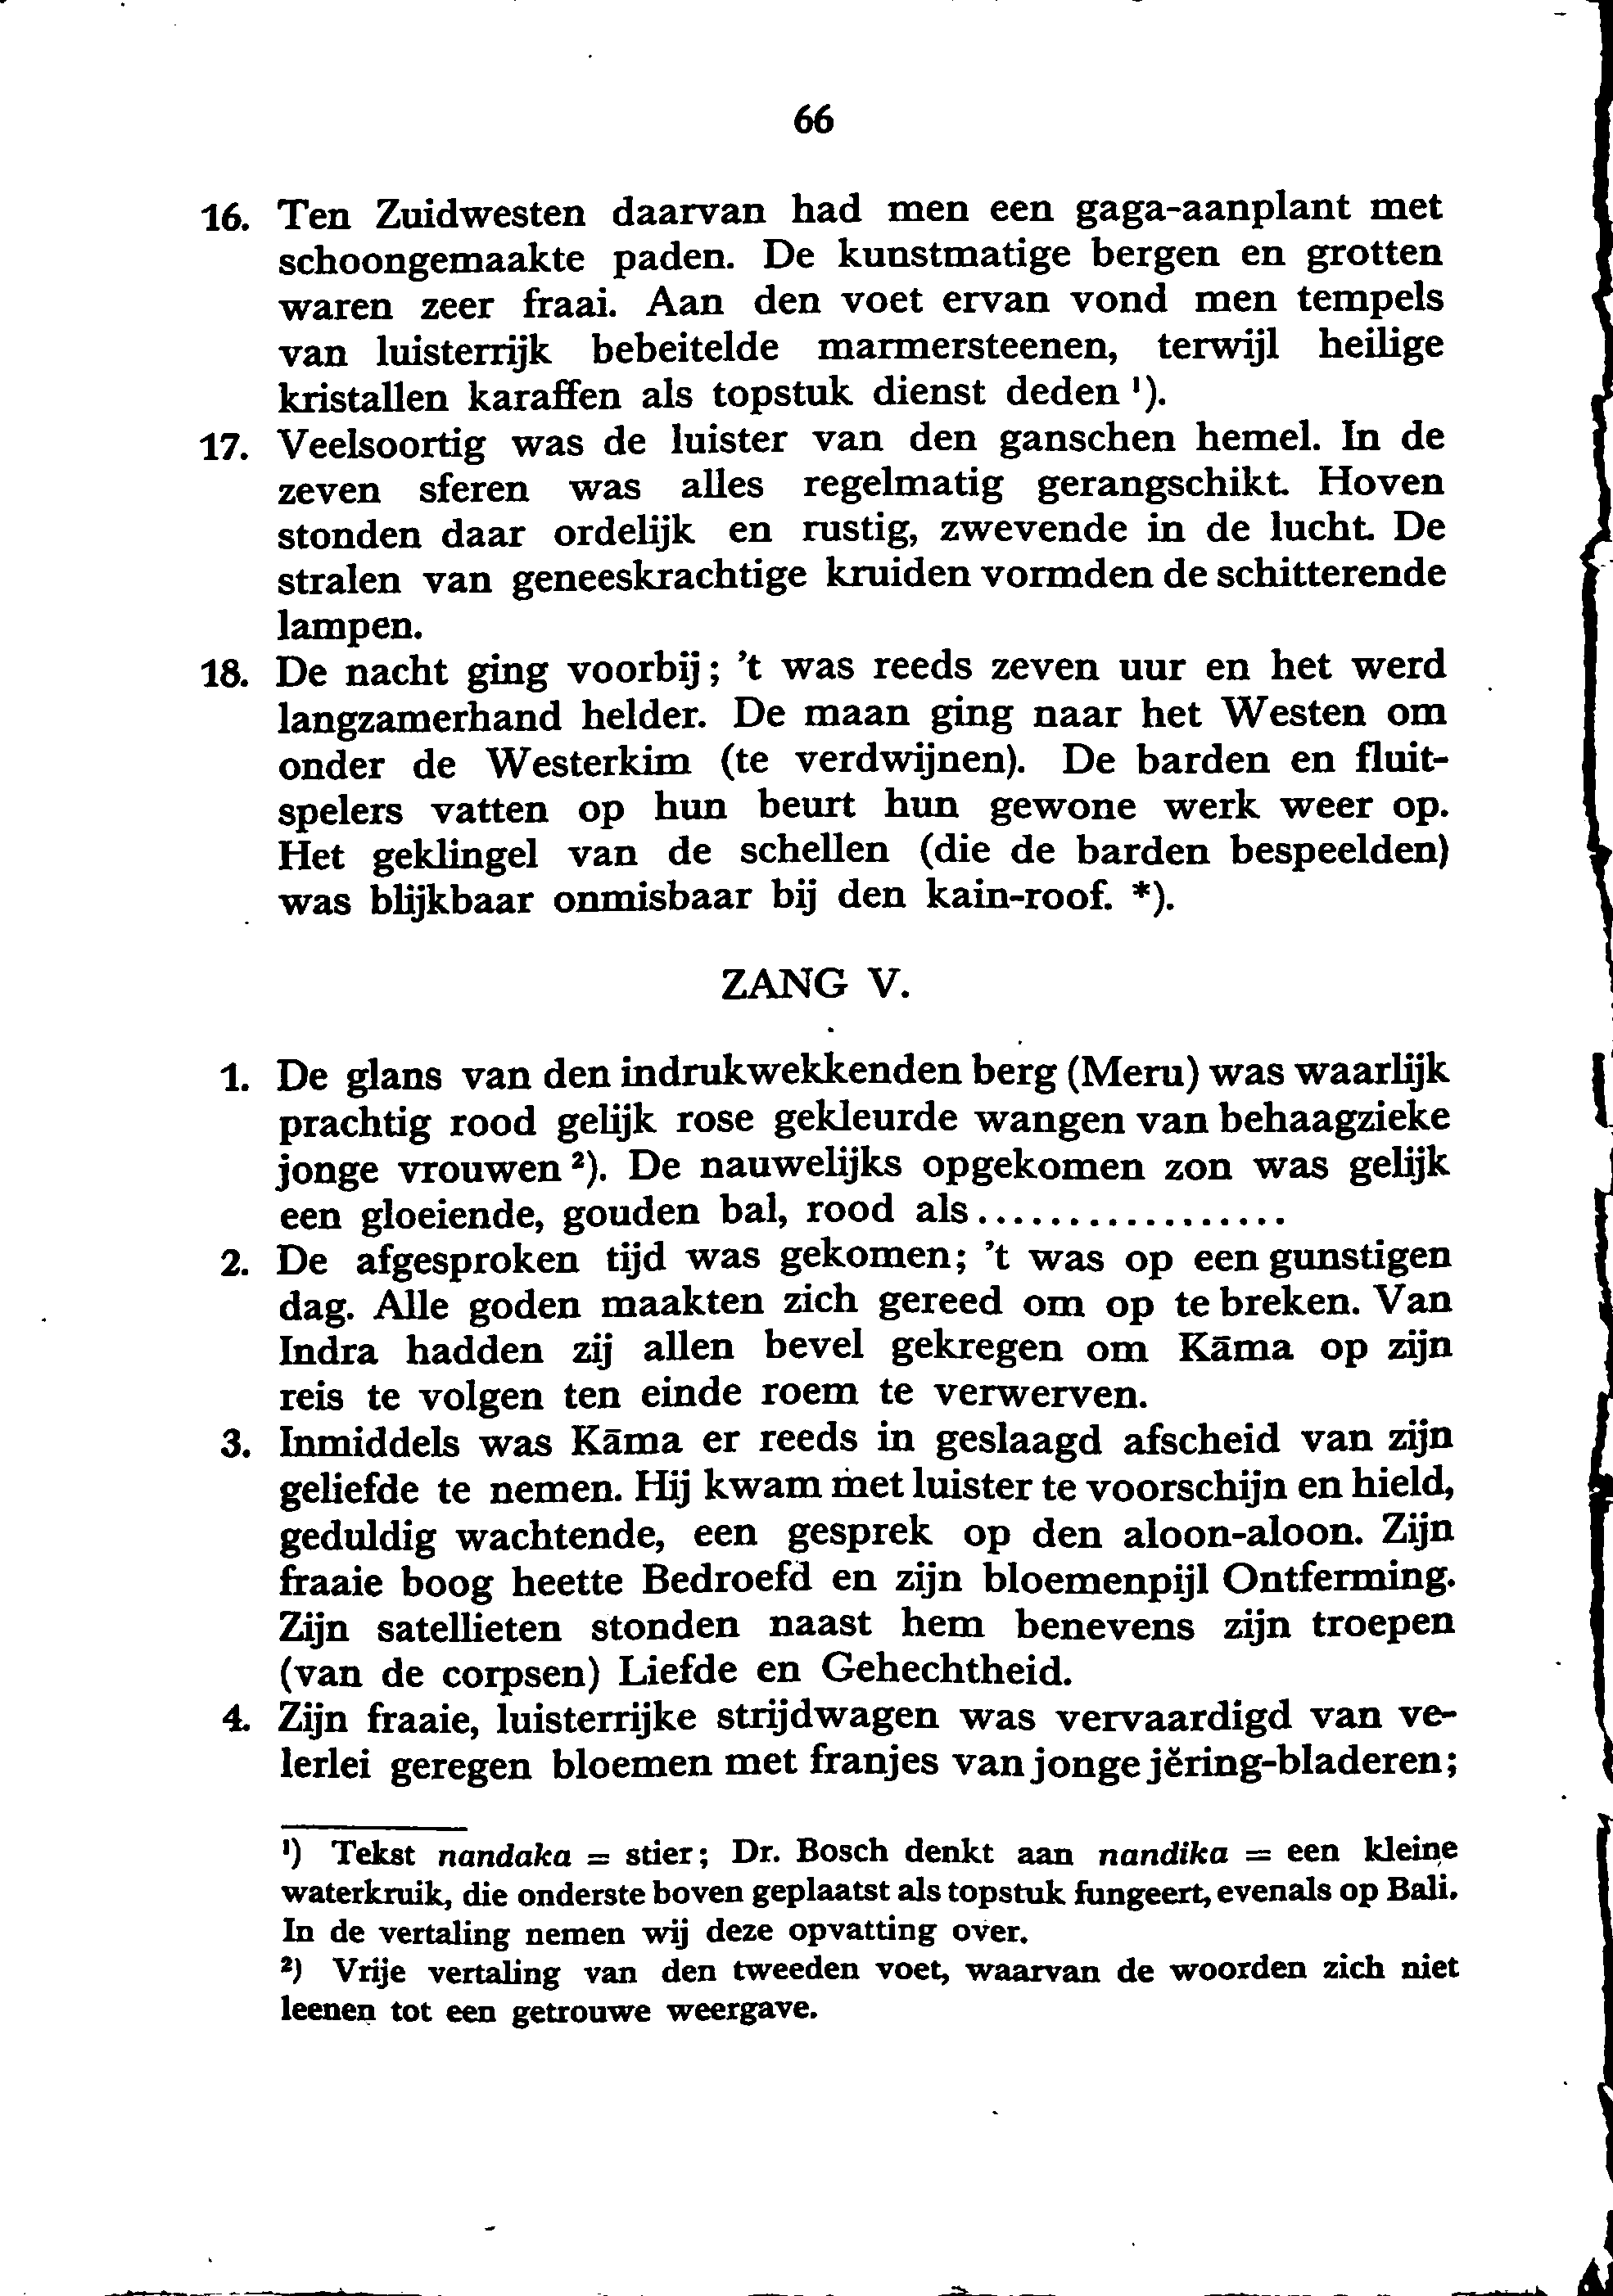 66
16. Ten Zuidwesten daarvan had men een gaga-aanplant met
schoongemaakte paden. De kunstmatige bergen en grotten
waren zeer fraai. Aan den voet ervan vond men tempels
van luisterrijk bebeitelde marmersteenen, terwijl heilige
kristallen karaffen als topstuk dienst deden ¹).
17. Veelsoortig was de luister van den ganschen hemel. In de
zeven sferen was alles regelmatig gerangschikt. Hoven
stonden daar ordelijk en rustig, zwevende in de lucht. De
stralen van geneeskrachtige kruiden vormden de schitterende
lampen.
18. De nacht ging voorbij; 't was reeds zeven uur en het werd
langzamerhand helder. De maan ging naar het Westen om
onder de Westerkim (te verdwijnen). De barden en fluit-
spelers vatten op hun beurt hun gewone werk weer op.
Het geklingel van de schellen (die de barden bespeelden)
was blijkbaar onmisbaar bij den kain-roof. *).
ZANG V.
1. De glans van den indrukwekkenden berg (Meru) was waarlijk
prachtig rood gelijk rose gekleurde wangen van behaagzieke
jonge vrouwen ²). De nauwelijks opgekomen zon was gelijk
een gloeiende, gouden bal, rood als .................
2. De afgesproken tijd was gekomen; 't was op een gunstigen
dag. Alle goden maakten zich gereed om op te breken. Van
Indra hadden zij allen bevel gekregen om Kāma op zijn
reis te volgen ten einde roem te verwerven.
3. Inmiddels was Kāma er reeds in geslaagd afscheid van zijn
geliefde te nemen. Hij kwam met luister te voorschijn en hield,
geduldig wachtende, een gesprek op den aloon-aloon. Zijn
fraaie boog heette Bedroefd en zijn bloemenpijl Ontferming.
Zijn satellieten stonden naast hem benevens zijn troepen
(van de corpsen) Liefde en Gehechtheid.
4. Zijn fraaie, luisterrijke strijdwagen was vervaardigd van ve-
lerlei geregen bloemen met franjes van jonge jĕring-bladeren;
¹) Tekst nandaka = stier; Dr. Bosch denkt aan nandika = een kleine
waterkruik, die onderste boven geplaatst als topstuk fungeert, evenals op Bali.
In de vertaling nemen wij deze opvatting over.
²) Vrije vertaling van den tweeden voet, waarvan de woorden zich niet
leenen tot een getrouwe weergave.